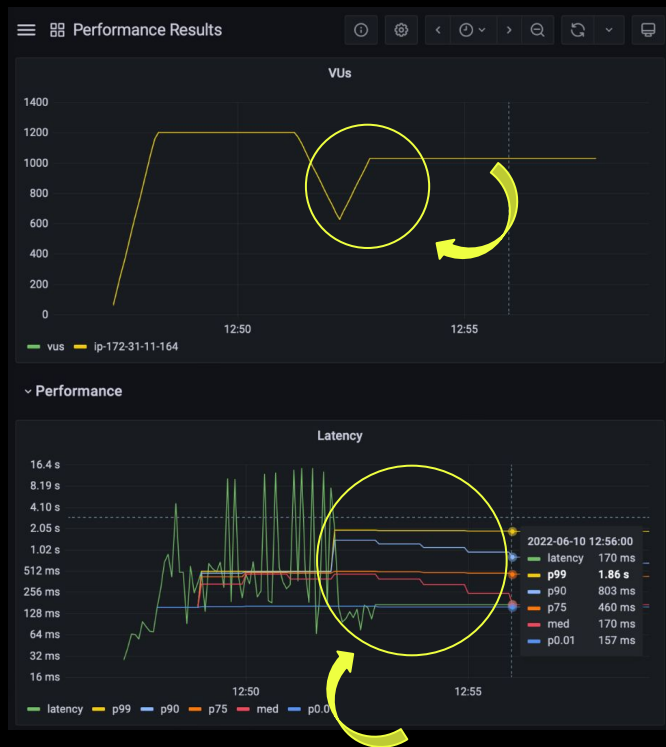 Performance Results
VUs
1400
1200
1000
800
600
400
200
0
12:50 12:55
vus ip-172-31-11-164
Performance
Latency
16.4 s
8.19 s
4.10 s
2.05 s
1.02 s
512 ms
256 ms
128 ms
64 ms
32 ms
16 ms
2022-06-10 12:56:00
latency 170 ms
p99 1.86 s
p90 803 ms
p75 460 ms
med 170 ms
p0.01 157 ms
12:50 12:55
latency p99 p90 p75 med p0.0